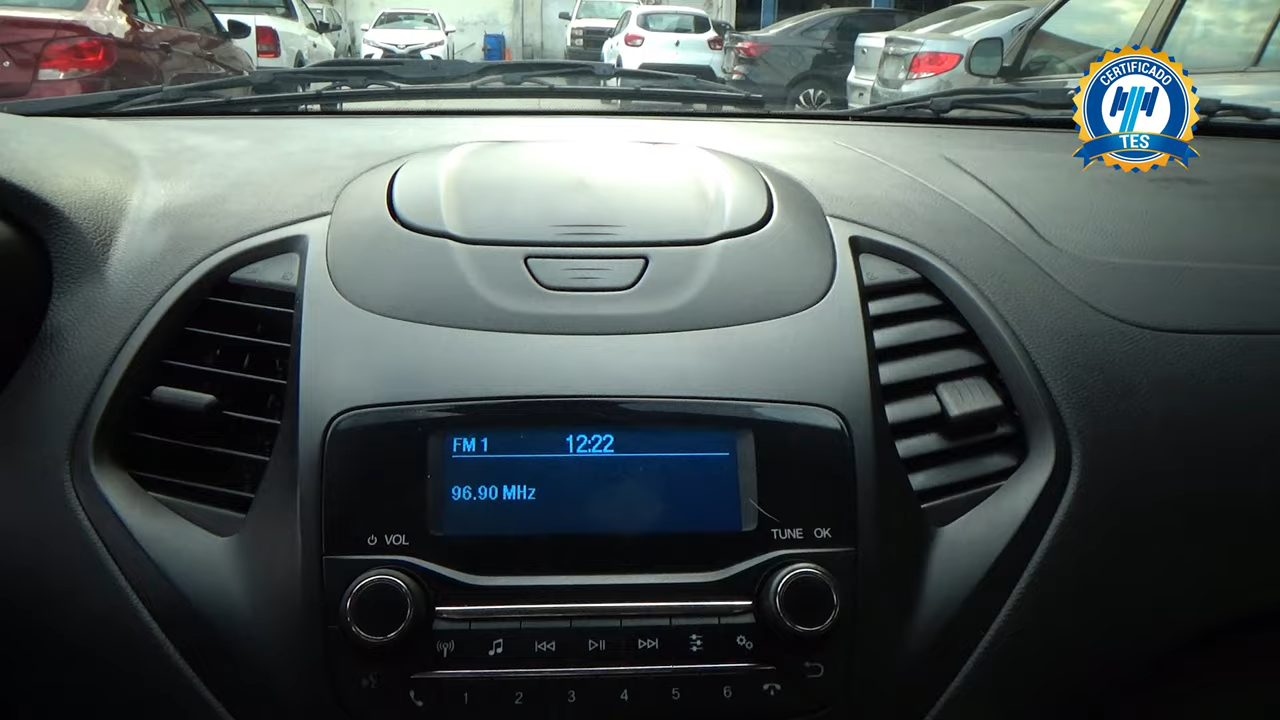 CERTIFICADO
TES
FM 1 12:22
96.90 MHz
VOL
TUNE OK
1 2 3 4 5 6